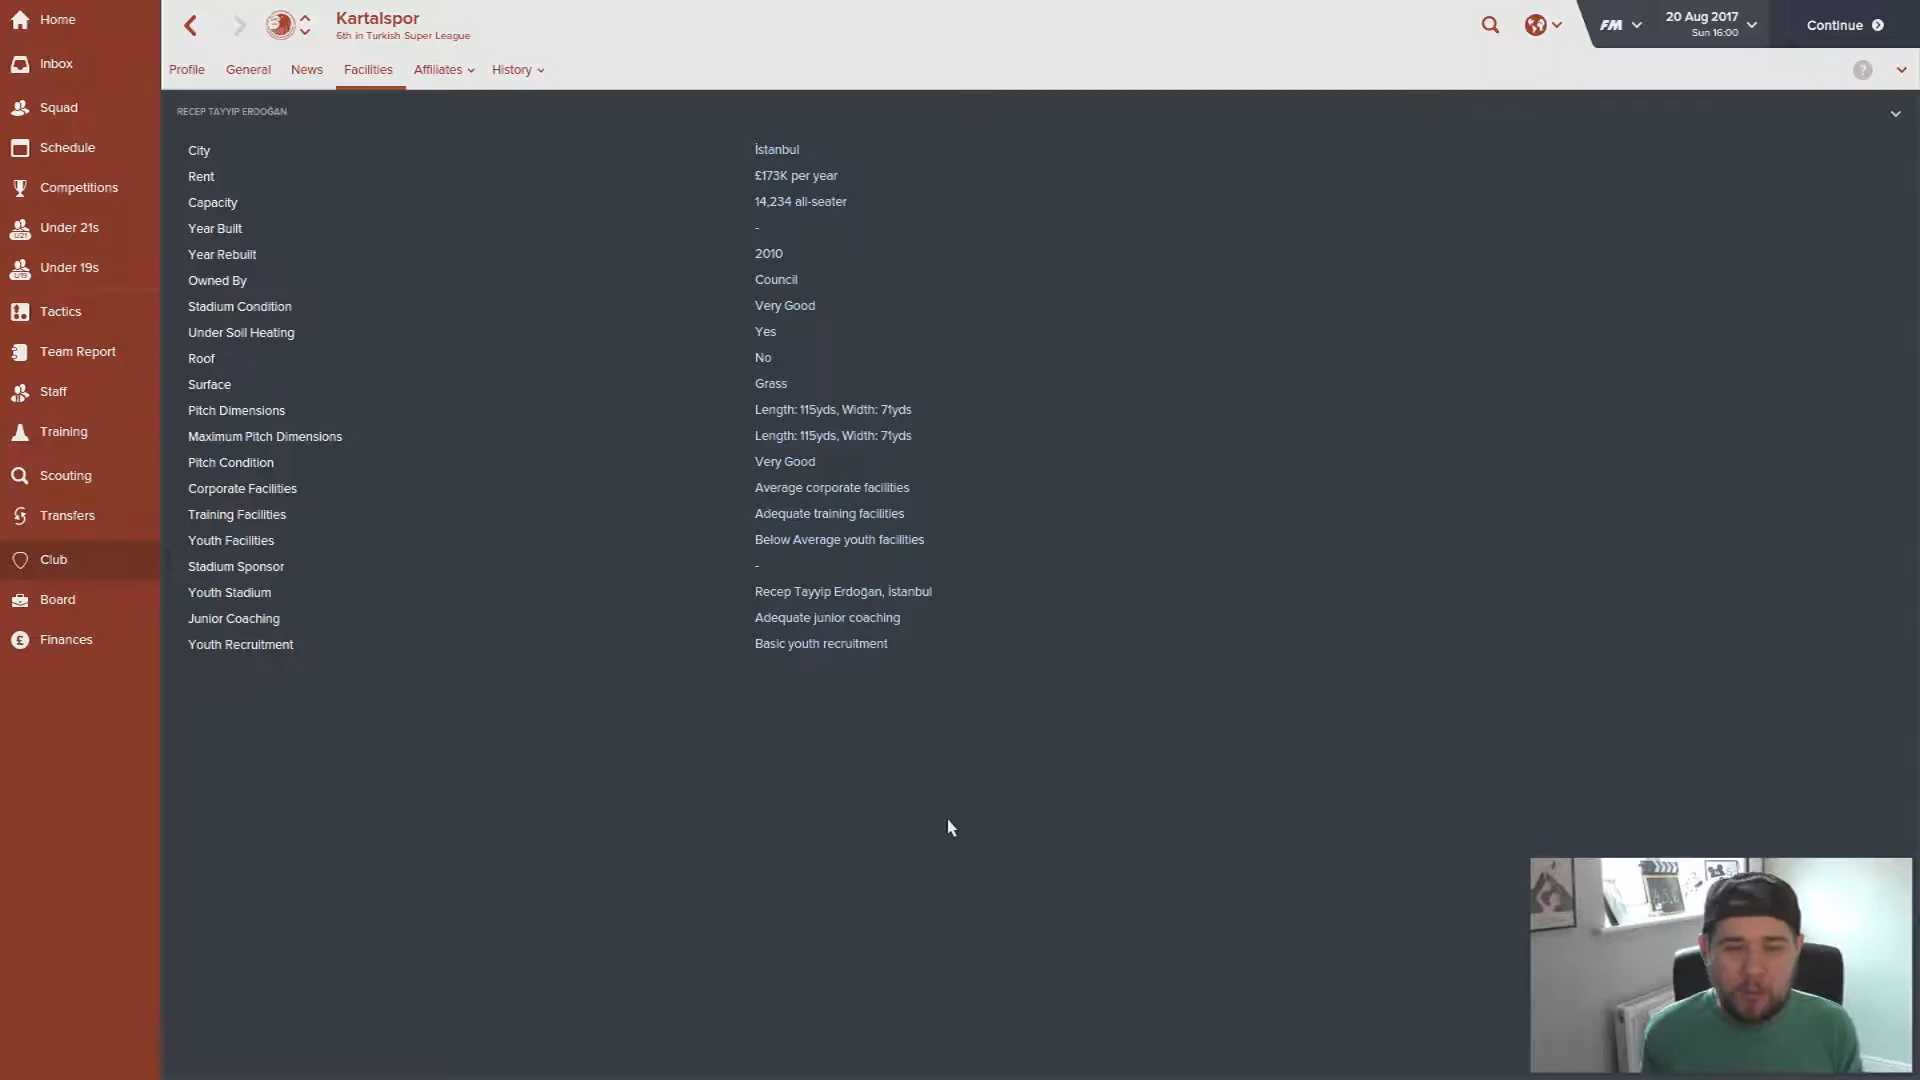 Home
Inbox
Squad
Schedule
Competitions
Under 21s
Under 19s
Tactics
Team Report
Staff
Training
Scouting
Transfers
Club
Board
Finances
Kartalspor
6th in Turkish Super League
FM
20 Aug 2017
Sun 16:00
Continue
Profile General News Facilities Affiliates History
?
RECEP TAYYIP ERDOĞAN
City İstanbul
Rent £173K per year
Capacity 14,234 all-seater
Year Built -
Year Rebuilt 2010
Owned By Council
Stadium Condition Very Good
Under Soil Heating Yes
Roof No
Surface Grass
Pitch Dimensions Length: 115yds, Width: 71yds
Maximum Pitch Dimensions Length: 115yds, Width: 71yds
Pitch Condition Very Good
Corporate Facilities Average corporate facilities
Training Facilities Adequate training facilities
Youth Facilities Below Average youth facilities
Stadium Sponsor -
Youth Stadium Recep Tayyip Erdoğan, İstanbul
Junior Coaching Adequate junior coaching
Youth Recruitment Basic youth recruitment